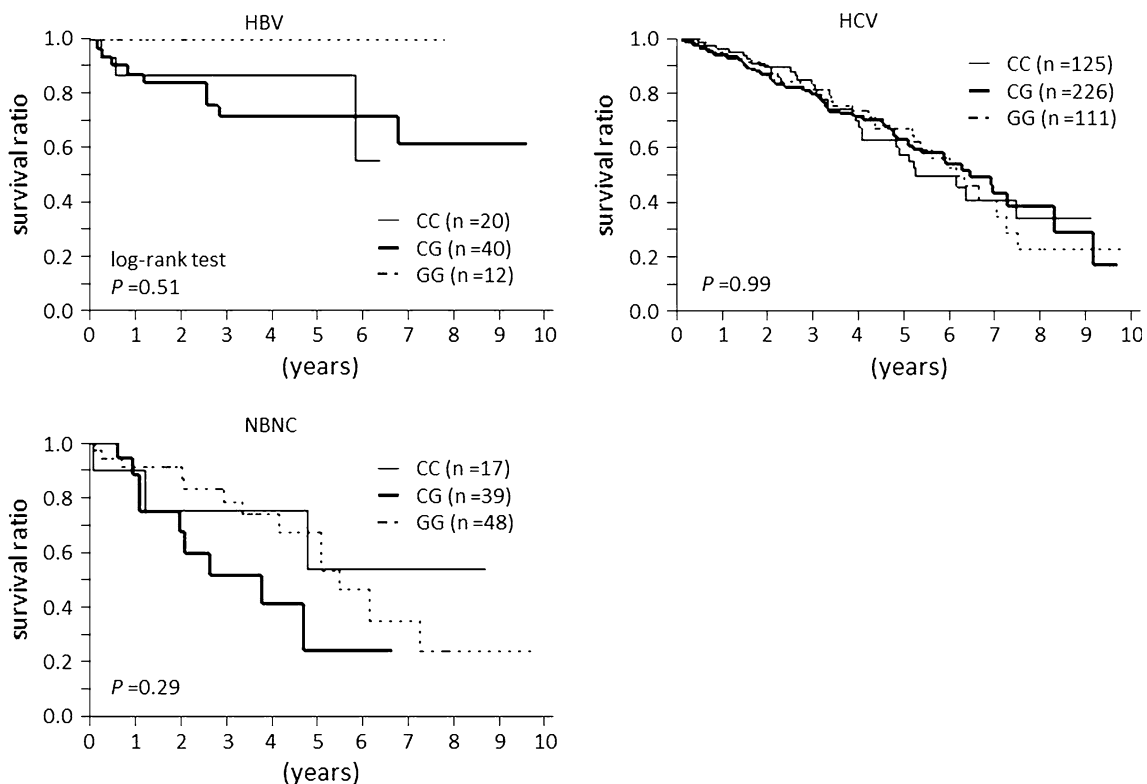 HBV
1.0
0.8
0.6
0.4
0.2
0.0
survival ratio
CC (n =20)
CG (n =40)
GG (n =12)
log-rank test
P =0.51
0 1 2 3 4 5 6 7 8 9 10
(years)
HCV
1.0
0.8
0.6
0.4
0.2
0.0
survival ratio
CC (n =125)
CG (n =226)
GG (n =111)
P =0.99
0 1 2 3 4 5 6 7 8 9 10
(years)
NBNC
1.0
0.8
0.6
0.4
0.2
0.0
survival ratio
CC (n =17)
CG (n =39)
GG (n =48)
P =0.29
0 1 2 3 4 5 6 7 8 9 10
(years)